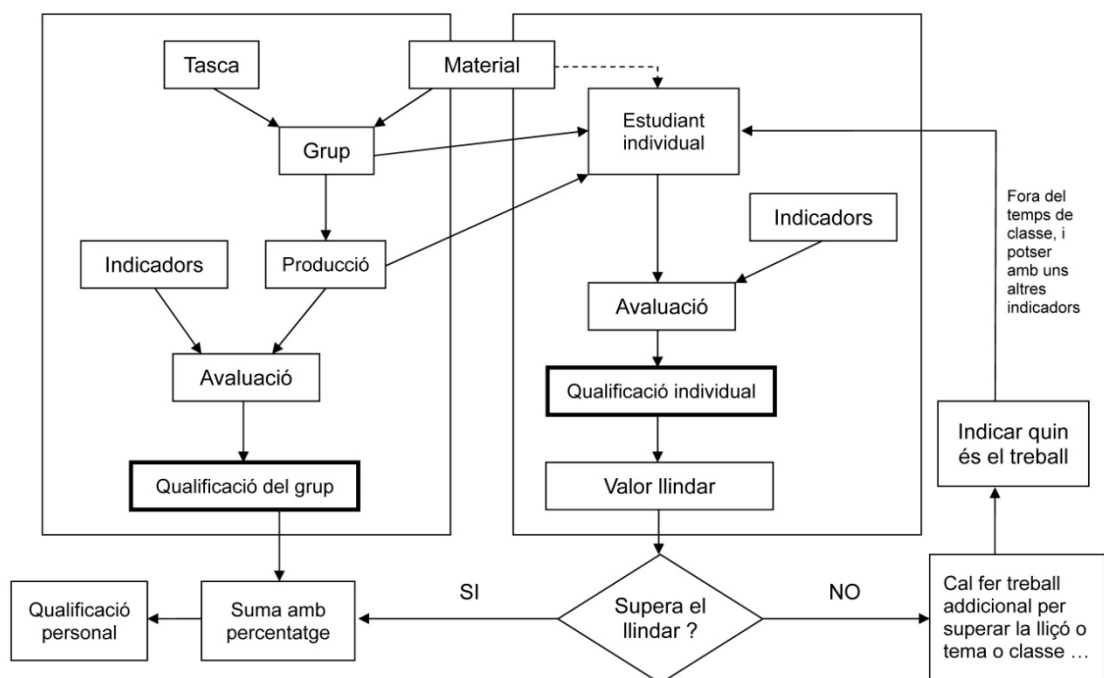 Tasca
Material
Grup
Estudiant
individual
Indicadors
Producció
Indicadors
Avaluació
Avaluació
Qualificació individual
Qualificació del grup
Valor llindar
Fora del
temps de
classe, i
potser
amb uns
altres
indicadors
Indicar quin
és el treball
Qualificació
personal
Suma amb
percentatge
SI
Supera el
llindar ?
NO
Cal fer treball
addicional per
superar la lliçó o
tema o classe …